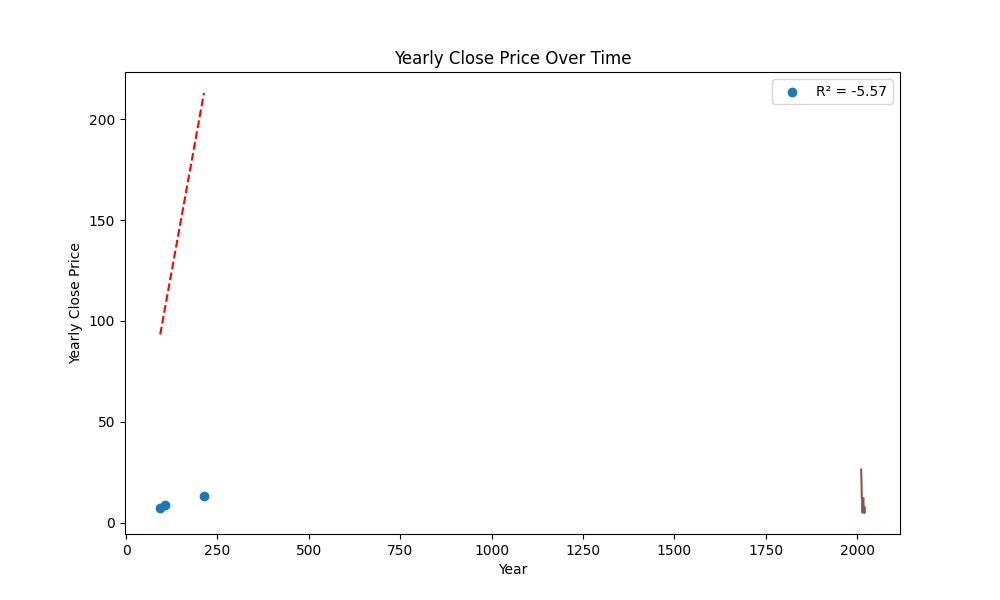 Yearly Close Price Over Time
R² = -5.57
200
150
100
50
0
Yearly Close Price
0 250 500 750 1000 1250 1500 1750 2000
Year